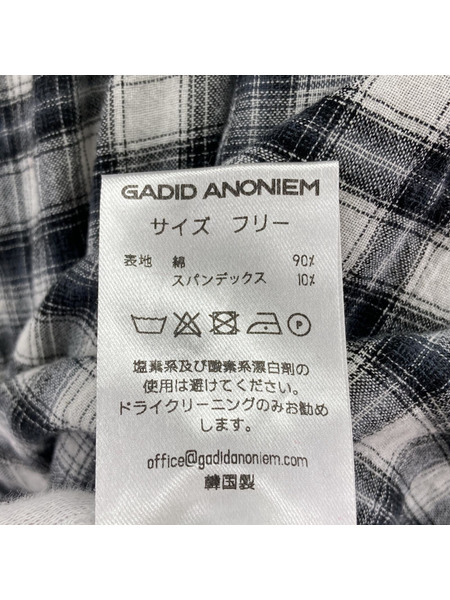 GADID ANONIEM
サイズ フリー
表地 綿 90%
スパンデックス 10%
P
塩素系及び酸素系漂白剤の
使用は避けてください。
ドライクリーニングのみお勧め
します。
office@gadidanoniem.com
韓国製